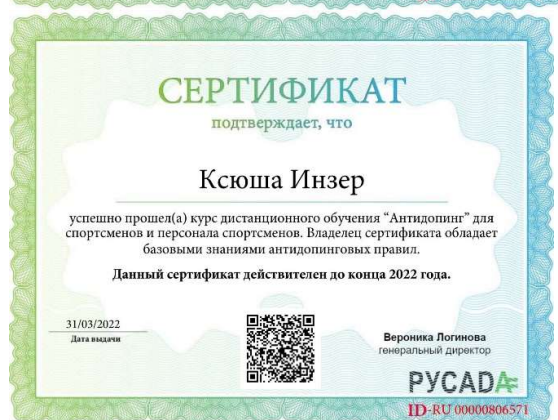 СЕРТИФИКАТ
подтверждает, что
Ксюша Инзер
успешно прошел(а) курс дистанционного обучения “Антидопинг” для
спортсменов и персонала спортсменов. Владелец сертификата обладает
базовыми знаниями антидопинговых правил.
Данный сертификат действителен до конца 2022 года.
31/03/2022
Дата выдачи
Вероника Логинова
генеральный директор
РУСАDA
ID-RU 00000806571